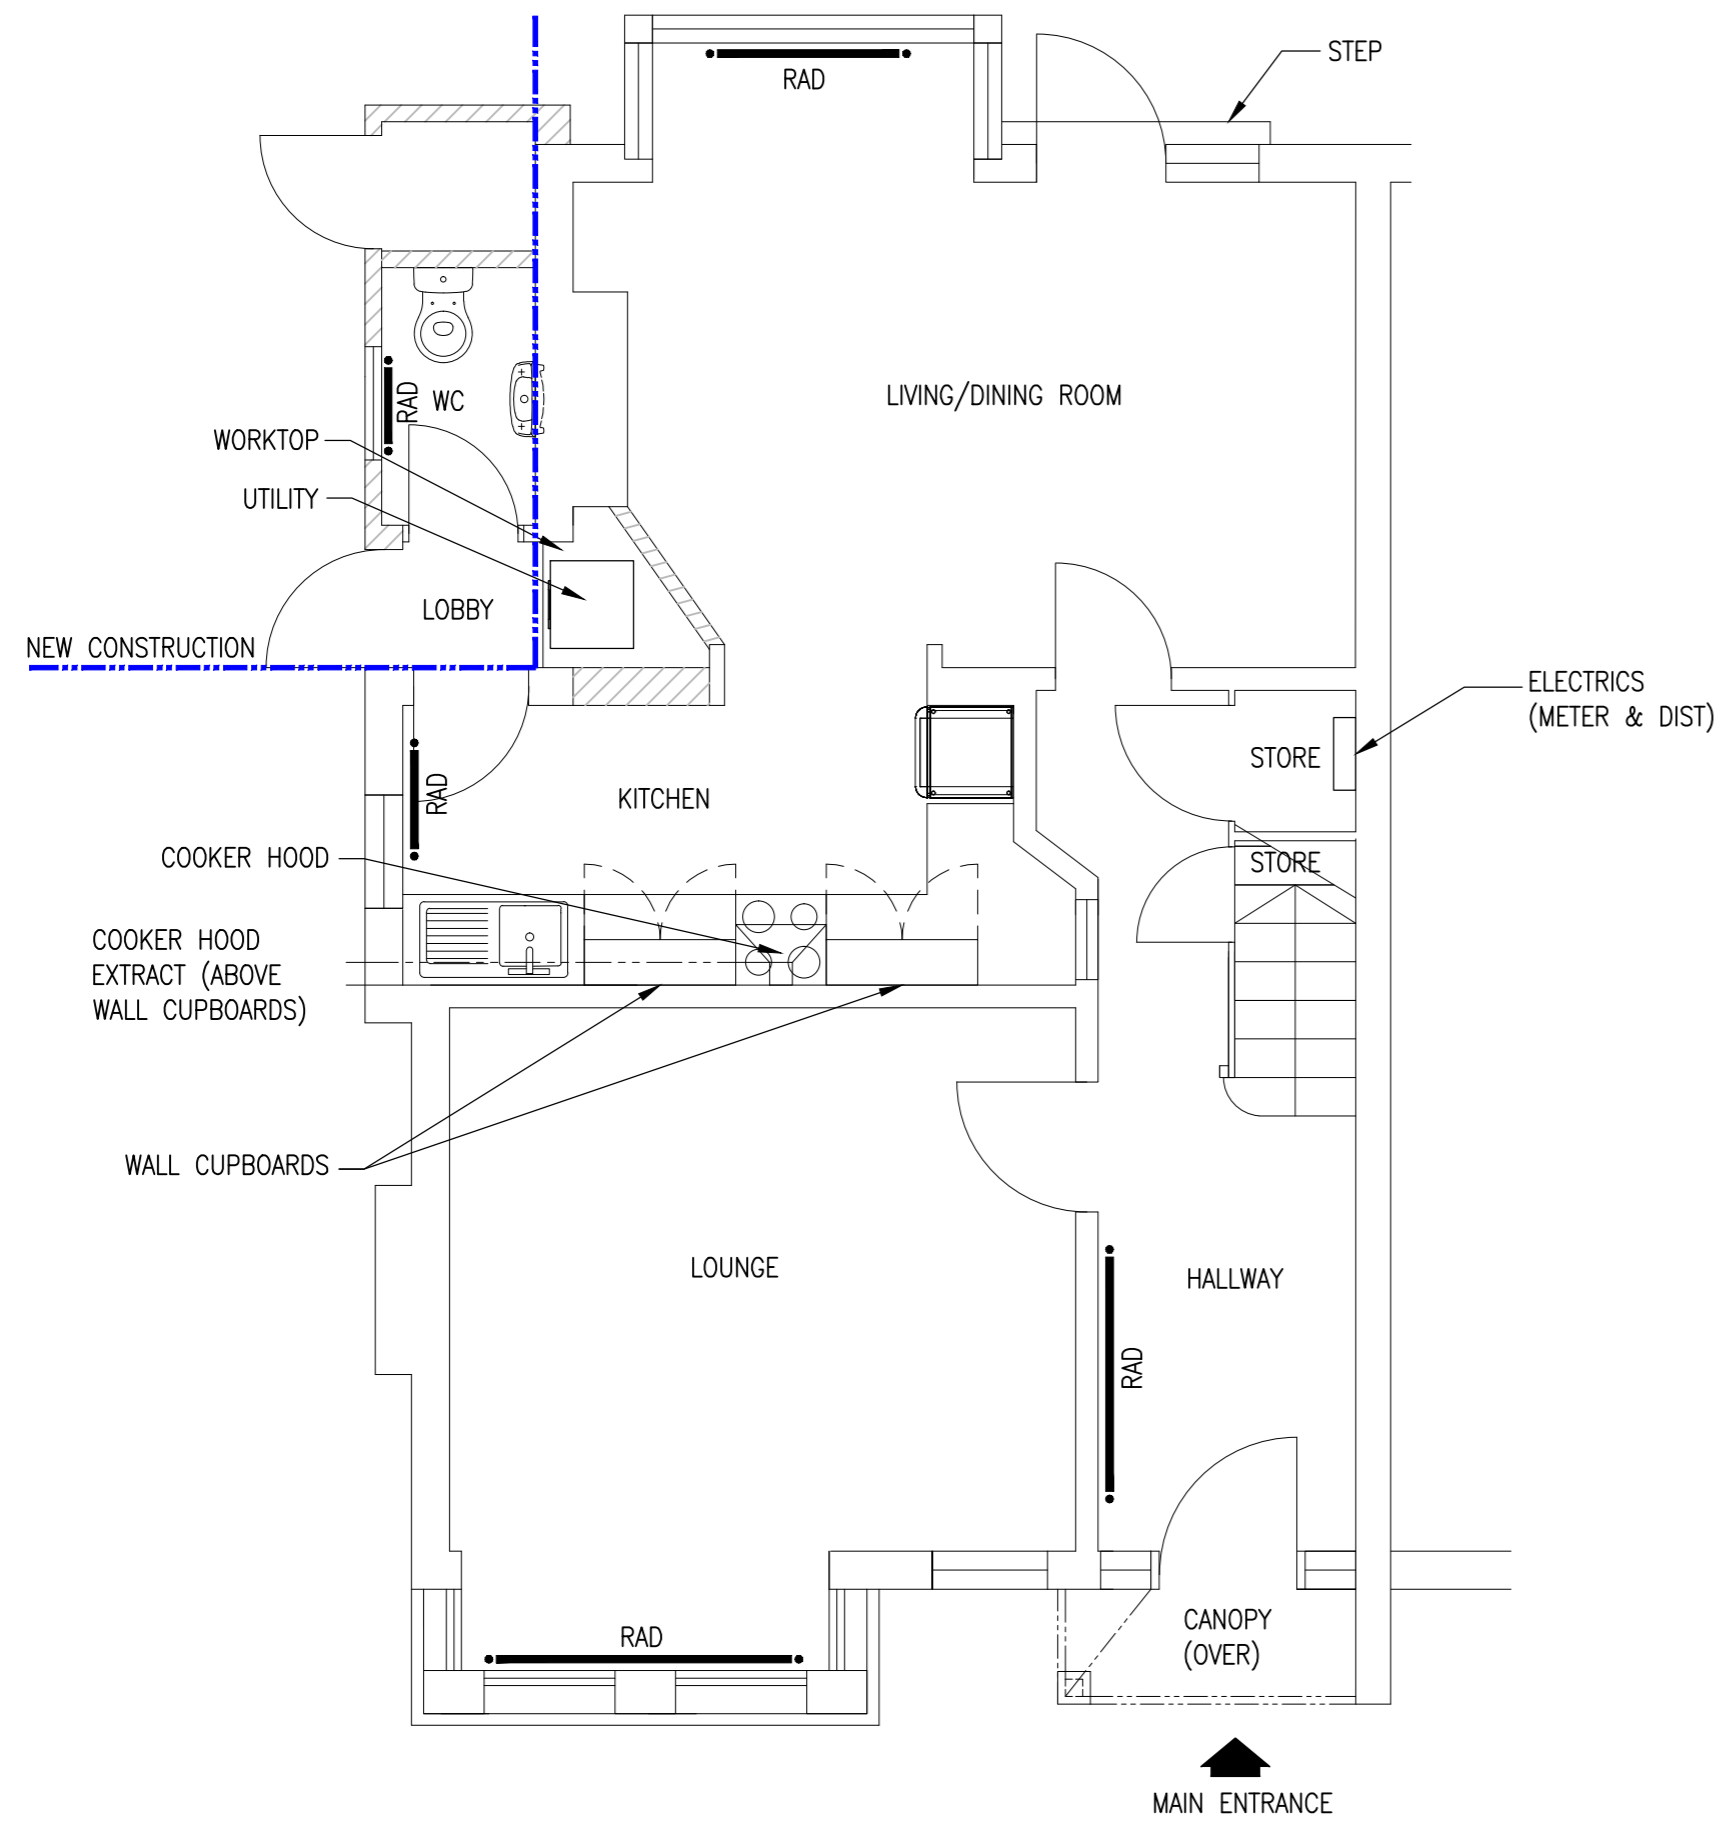 STEP
RAD
LIVING/DINING ROOM
RAD
WC
WORKTOP
UTILITY
LOBBY
NEW CONSTRUCTION
ELECTRICS
(METER & DIST)
STORE
RAD
KITCHEN
COOKER HOOD
STORE
COOKER HOOD
EXTRACT (ABOVE
WALL CUPBOARDS)
WALL CUPBOARDS
LOUNGE
HALLWAY
RAD
RAD
CANOPY
(OVER)
MAIN ENTRANCE